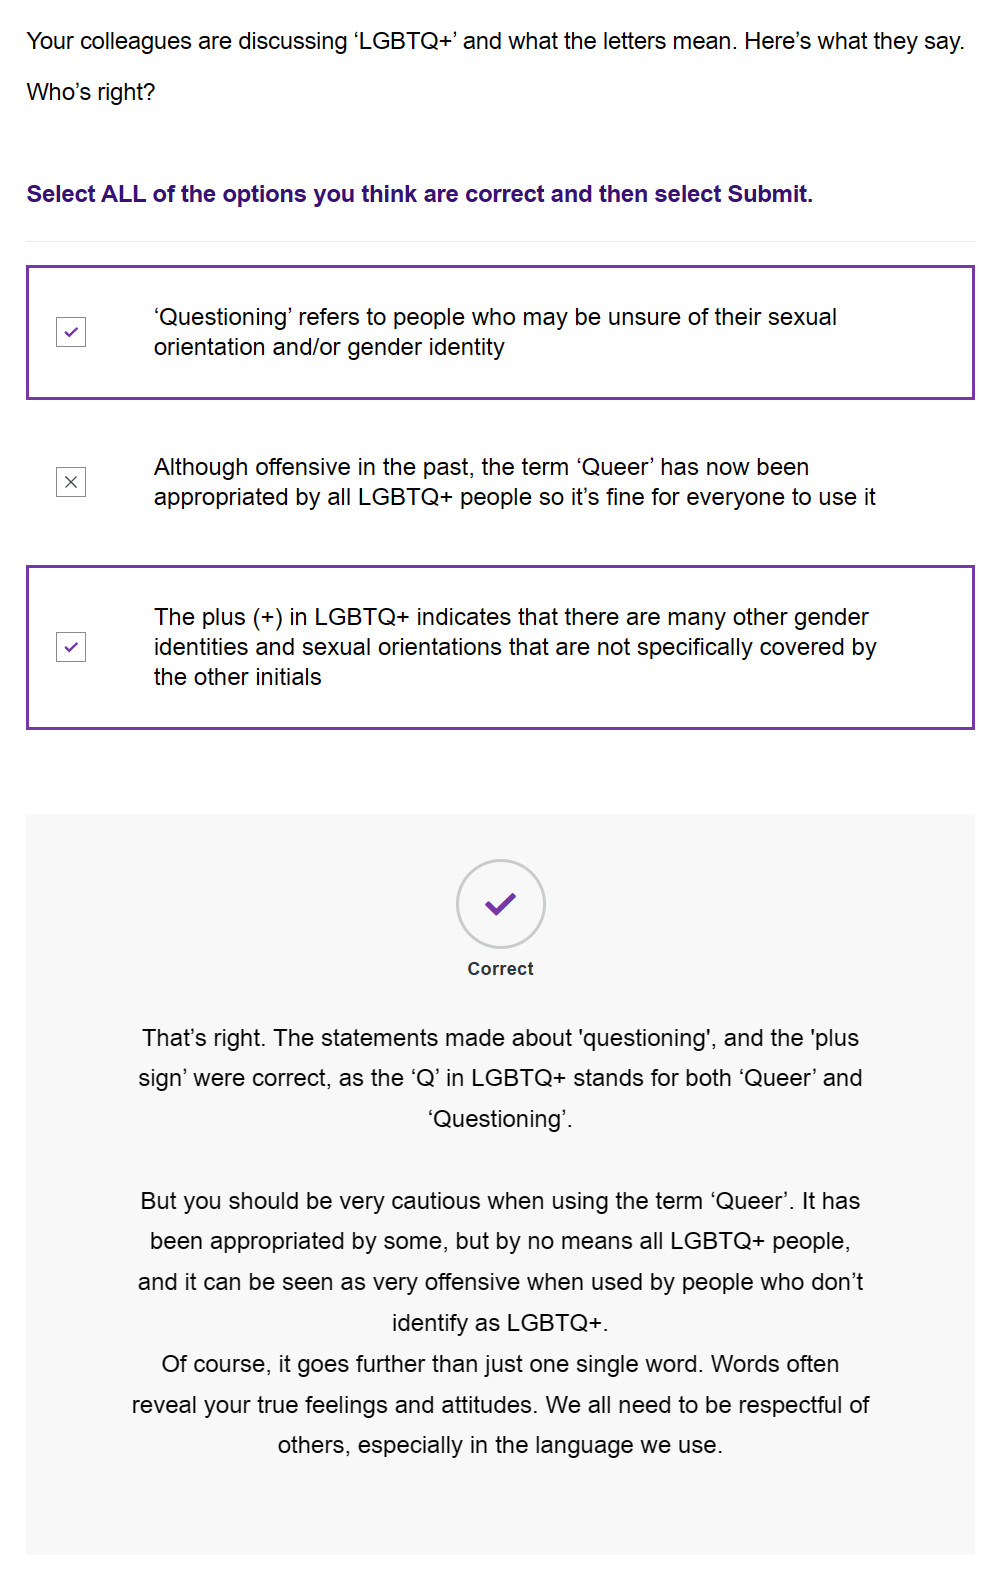 Your colleagues are discussing ‘LGBTQ+’ and what the letters mean. Here’s what they say.
Who’s right?
Select ALL of the options you think are correct and then select Submit.
‘Questioning’ refers to people who may be unsure of their sexual
orientation and/or gender identity
Although offensive in the past, the term ‘Queer’ has now been
appropriated by all LGBTQ+ people so it’s fine for everyone to use it
The plus (+) in LGBTQ+ indicates that there are many other gender
identities and sexual orientations that are not specifically covered by
the other initials
Correct
That’s right. The statements made about 'questioning', and the 'plus
sign’ were correct, as the ‘Q’ in LGBTQ+ stands for both ‘Queer’ and
‘Questioning’.
But you should be very cautious when using the term ‘Queer’. It has
been appropriated by some, but by no means all LGBTQ+ people,
and it can be seen as very offensive when used by people who don’t
identify as LGBTQ+.
Of course, it goes further than just one single word. Words often
reveal your true feelings and attitudes. We all need to be respectful of
others, especially in the language we use.